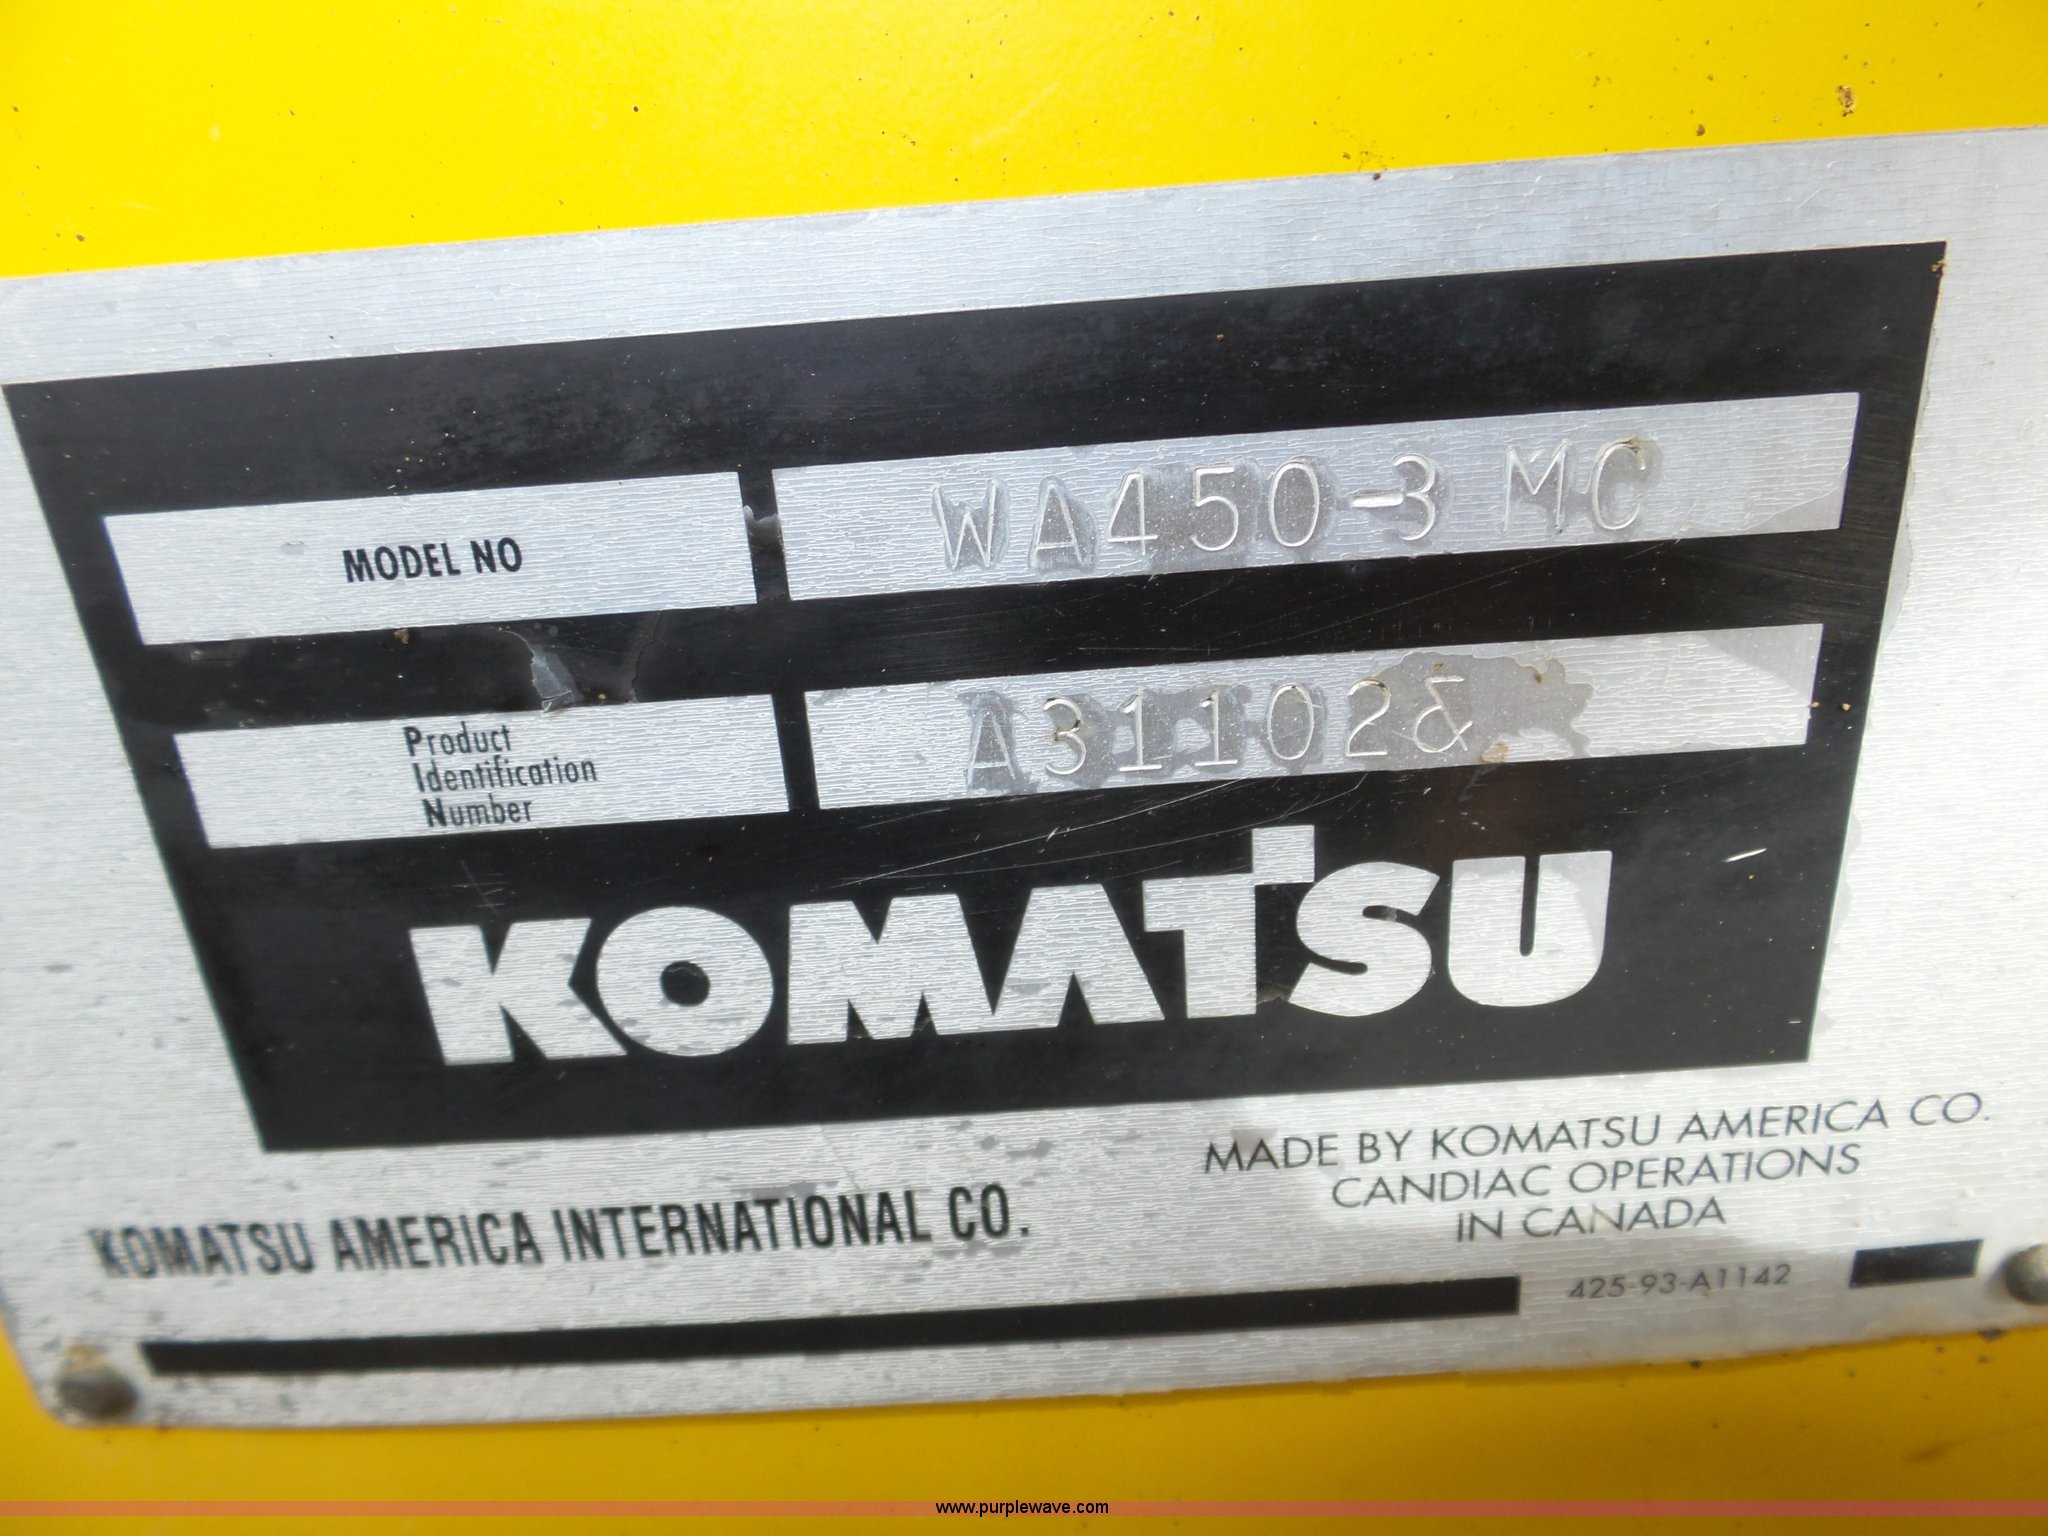 MODEL NO WA450-3 MC
Product
Identification
Number
A31102&
KOMATSU
MADE BY KOMATSU AMERICA CO.
CANDIAC OPERATIONS
IN CANADA
KOMATSU AMERICA INTERNATIONAL CO.
425-93-A1142
www.purplewave.com